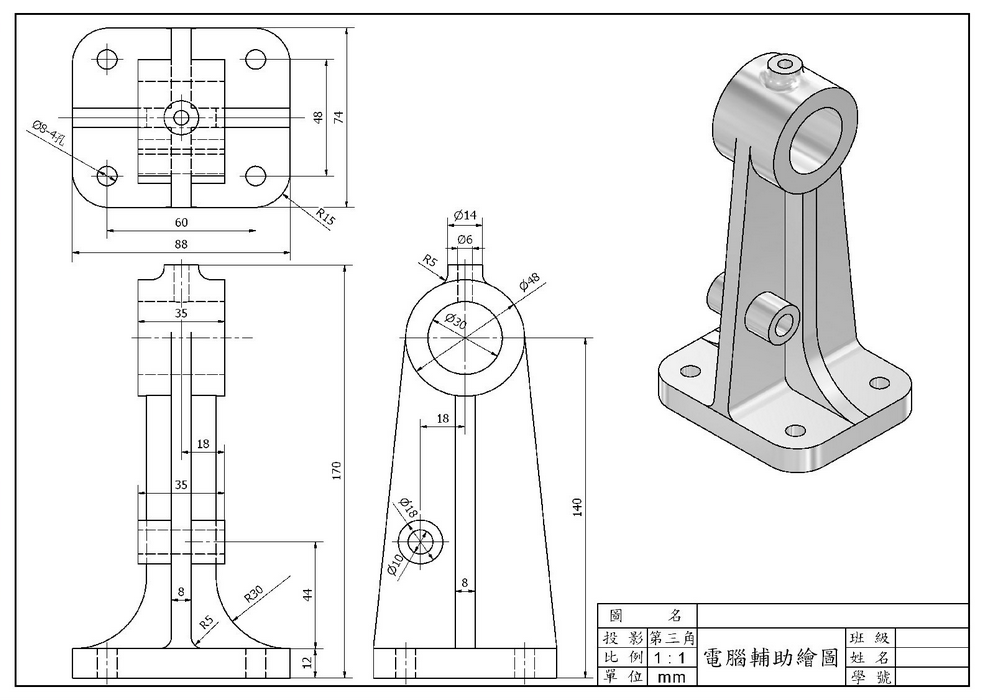 Ø8-4孔
48
74
R15
60
88
35
18
35
8
R5
R30
44
12
170
Ø14
Ø6
R5
Ø48
Ø30
18
Ø18
Ø10
8
140
圖 名
投影 第三角
比例 1:1
單位 mm
電腦輔助繪圖
班級
姓名
學號